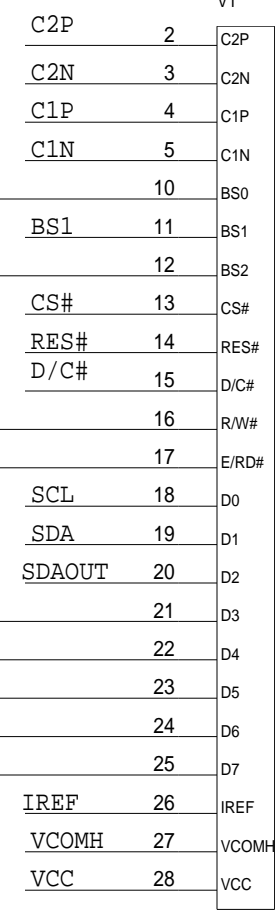 C2P 2 C2P
C2N 3 C2N
C1P 4 C1P
C1N 5 C1N
10 BS0
BS1 11 BS1
12 BS2
CS# 13 CS#
RES# 14 RES#
D/C# 15 D/C#
16 R/W#
17 E/RD#
SCL 18 D0
SDA 19 D1
SDAOUT 20 D2
21 D3
22 D4
23 D5
24 D6
25 D7
IREF 26 IREF
VCOMH 27 VCOMH
VCC 28 VCC